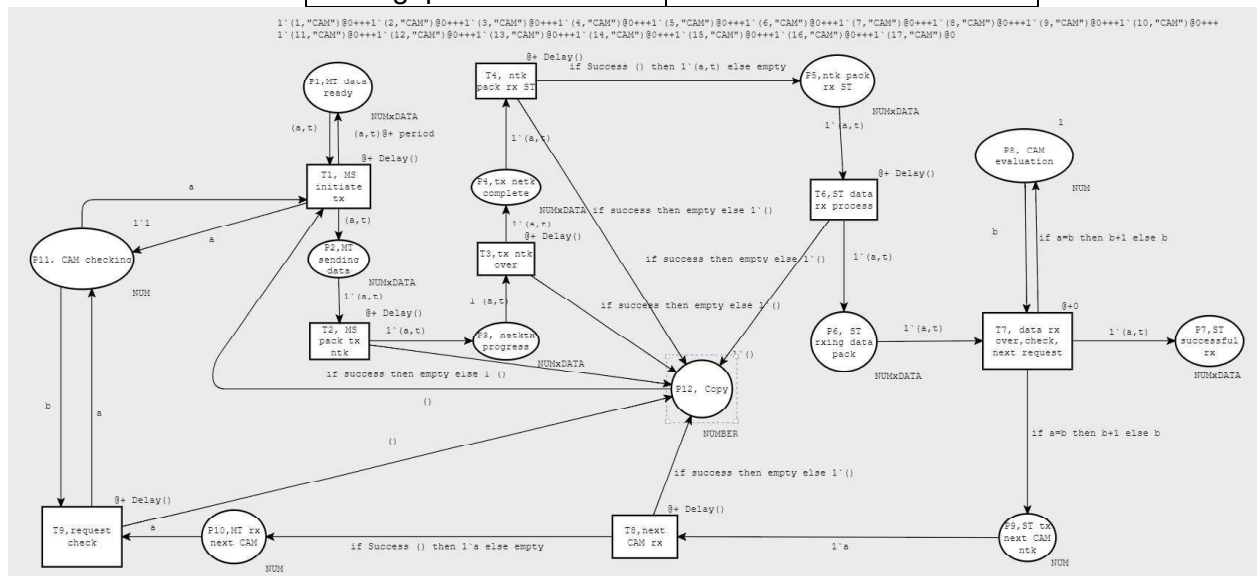 1`(1,"CAM")@0+++1`(2,"CAM")@0+++1`(3,"CAM")@0+++1`(4,"CAM")@0+++1`(5,"CAM")@0+++1`(6,"CAM")@0+++1`(7,"CAM")@0+++1`(8,"CAM")@0+++1`(9,"CAM")@0+++1`(10,"CAM")@0+++
1`(11,"CAM")@0+++1`(12,"CAM")@0+++1`(13,"CAM")@0+++1`(14,"CAM")@0+++1`(15,"CAM")@0+++1`(16,"CAM")@0+++1`(17,"CAM")@0
P1,MT data
ready
NUMxDATA
(a,t)
(a,t)@+ period
@+ Delay()
T1, MS
initiate
tx
a
1`1
a
(a,t)
P11. CAM checking
NUM
P2,MT
sending
data
NUMxDATA
1`(a,t)
@+ Delay()
T2, MS
pack tx
ntk
1`(a,t)
if success then empty else 1`()
()
@+ Delay()
T4, ntk
pack rx ST
if Success () then 1`(a,t) else empty
1`(a,t)
P4,tx netk
complete
NUMxDATA
if success then empty else 1`()
1`(a,t)
@+ Delay()
T3,tx ntk
over
if success then empty else 1`()
1`(a,t)
if success then empty else 1`()
progress
NUMxDATA
P5,ntk pack
rx ST
NUMxDATA
1`(a,t)
@+ Delay()
T6,ST data
rx process
1`(a,t)
1`()
P6, ST
rxing data
pack
NUMxDATA
1`(a,t)
1
P8, CAM
evaluation
NUM
b
if a=b then b+1 else b
@+0
T7, data rx
over,check,
next request
1`(a,t)
P7,ST
successful
rx
NUMxDATA
if a=b then b+1 else b
P12, Copy
NUMBER
b
a
()
if success then empty else 1`()
@+ Delay()
T9,request
check
a
P10,MT rx
next CAM
NUM
if Success () then 1`a else empty
@+ Delay()
T8,next
CAM rx
1`a
P9,ST tx
next CAM
ntk
NUM